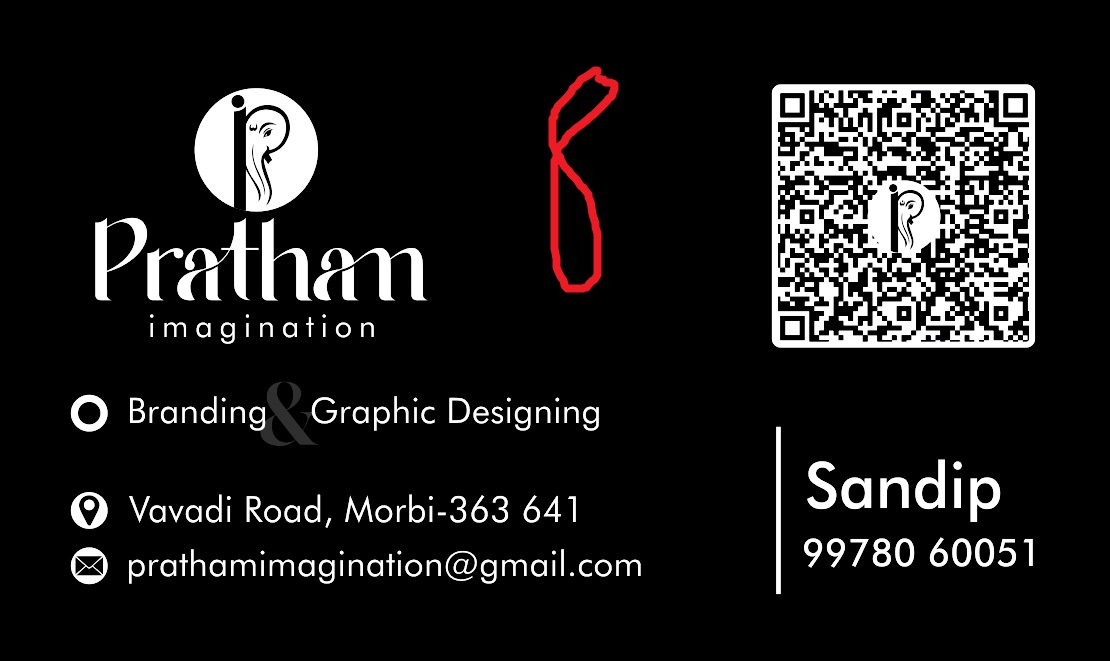 Pratham
imagination
Branding & Graphic Designing
Vavadi Road, Morbi-363 641
prathamimagination@gmail.com
Sandip
99780 60051